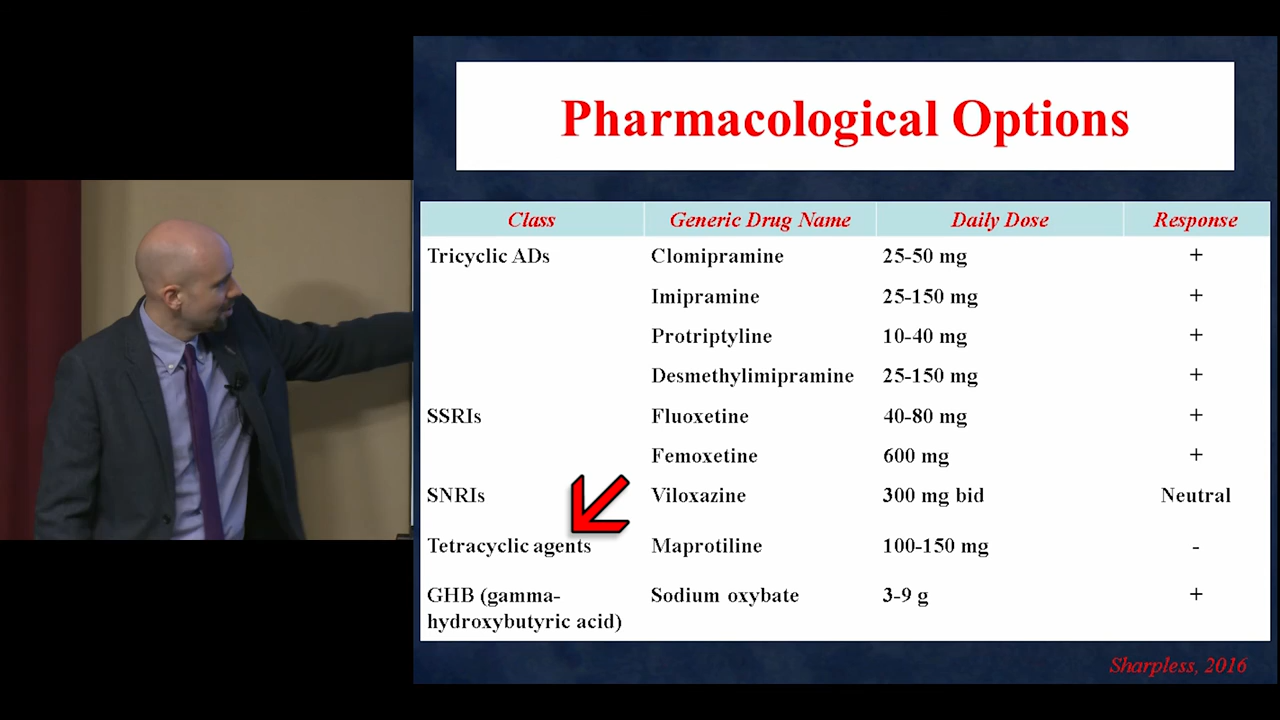 Pharmacological Options
Class Generic Drug Name Daily Dose Response
Tricyclic ADs Clomipramine 25-50 mg +
Imipramine 25-150 mg +
Protriptyline 10-40 mg +
Desmethylimipramine 25-150 mg +
SSRIs Fluoxetine 40-80 mg +
Femoxetine 600 mg +
SNRIs Viloxazine 300 mg bid Neutral
Tetracyclic agents Maprotiline 100-150 mg -
GHB (gamma- Sodium oxybate 3-9 g +
hydroxybutyric acid)
Sharpless, 2016